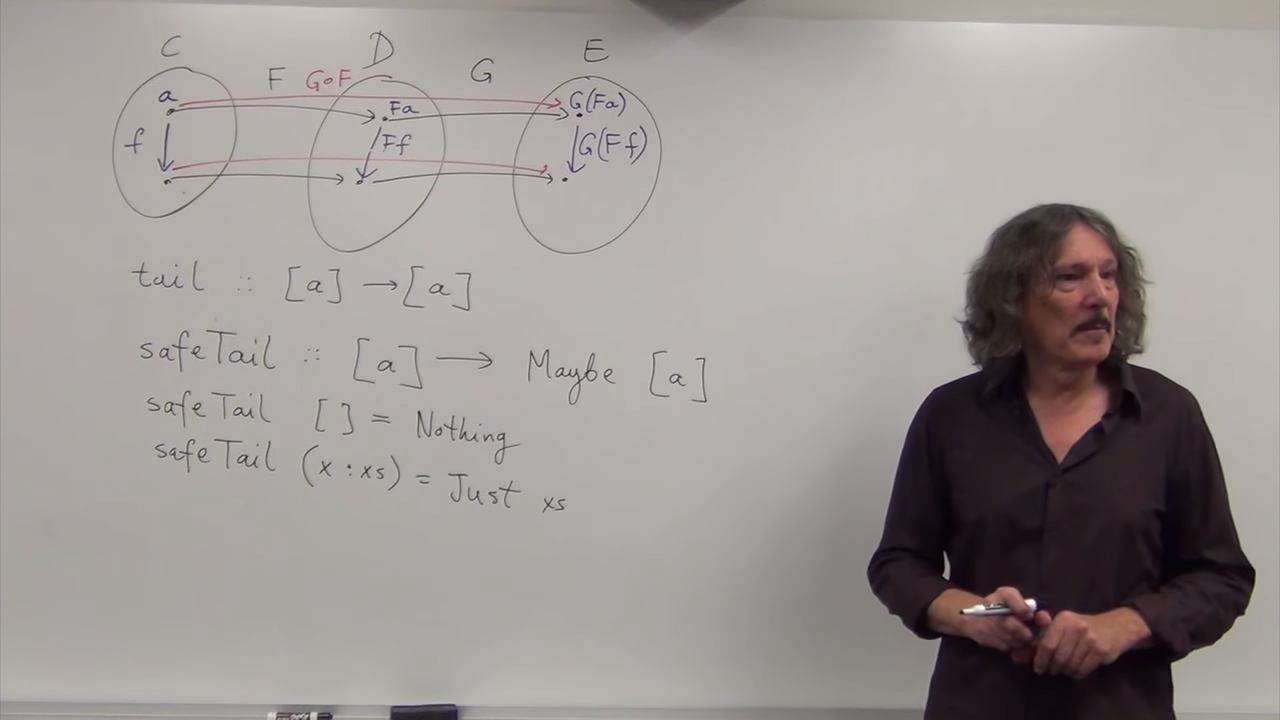 C D E
F G∘F G
a Fa G(Fa)
f Ff G(Ff)
tail :: [a] → [a]
safeTail :: [a] → Maybe [a]
safeTail [] = Nothing
safeTail (x:xs) = Just xs